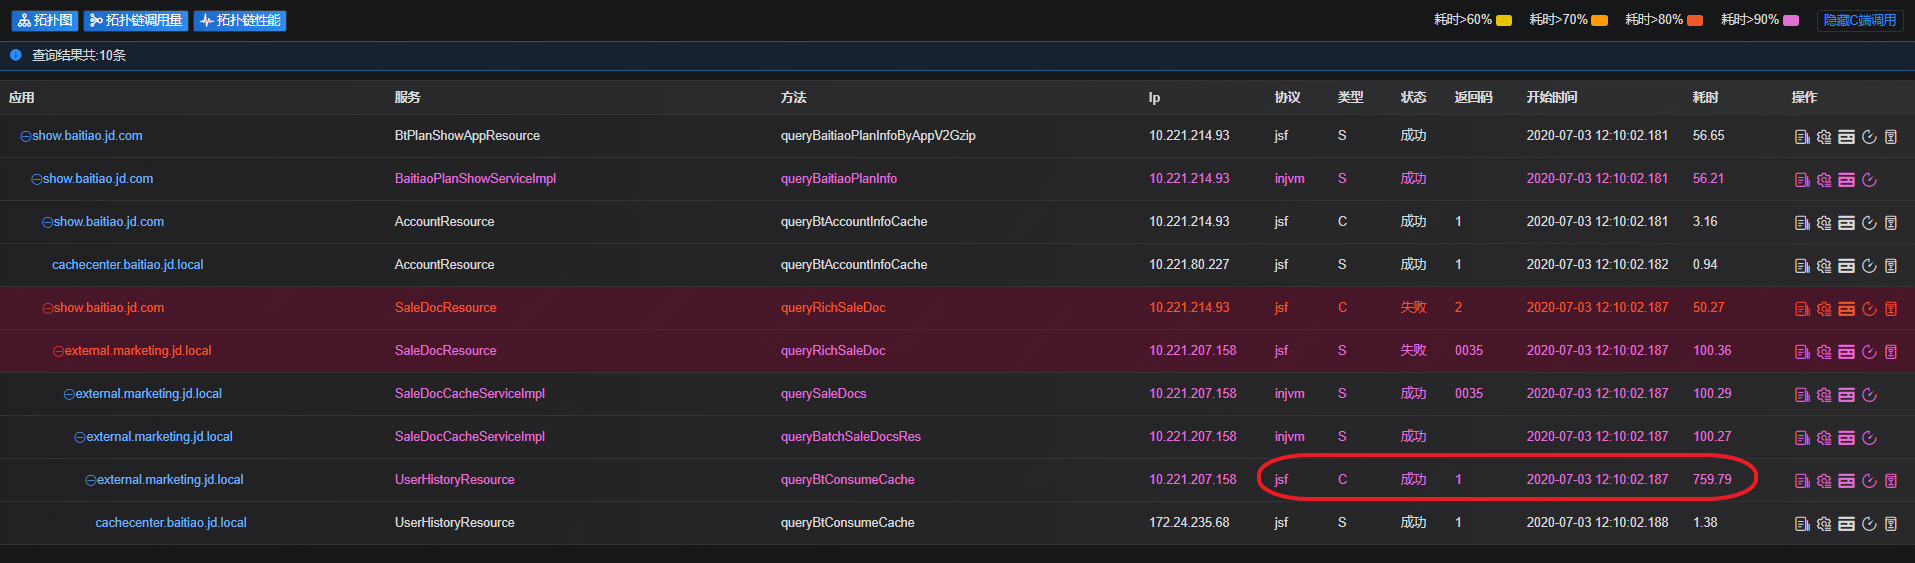 拓扑图 拓扑链调用量 拓扑链性能 耗时>60% 耗时>70% 耗时>80% 耗时>90% 隐藏C端调用
查询结果共:10条
应用 服务 方法 Ip 协议 类型 状态 返回码 开始时间 耗时 操作
show.baitiao.jd.com BtPlanShowAppResource queryBaitiaoPlanInfoByAppV2Gzip 10.221.214.93 jsf S 成功 2020-07-03 12:10:02.181 56.65
show.baitiao.jd.com BaitiaoPlanShowServiceImpl queryBaitiaoPlanInfo 10.221.214.93 injvm S 成功 2020-07-03 12:10:02.181 56.21
show.baitiao.jd.com AccountResource queryBtAccountInfoCache 10.221.214.93 jsf C 成功 1 2020-07-03 12:10:02.181 3.16
cachecenter.baitiao.jd.local AccountResource queryBtAccountInfoCache 10.221.80.227 jsf S 成功 1 2020-07-03 12:10:02.182 0.94
show.baitiao.jd.com SaleDocResource queryRichSaleDoc 10.221.214.93 jsf C 失败 2 2020-07-03 12:10:02.187 50.27
external.marketing.jd.local SaleDocResource queryRichSaleDoc 10.221.207.158 jsf S 失败 0035 2020-07-03 12:10:02.187 100.36
external.marketing.jd.local SaleDocCacheServiceImpl querySaleDocs 10.221.207.158 injvm S 成功 0035 2020-07-03 12:10:02.187 100.29
external.marketing.jd.local SaleDocCacheServiceImpl queryBatchSaleDocsRes 10.221.207.158 injvm S 成功 2020-07-03 12:10:02.187 100.27
external.marketing.jd.local UserHistoryResource queryBtConsumeCache 10.221.207.158 jsf C 成功 1 2020-07-03 12:10:02.187 759.79
cachecenter.baitiao.jd.local UserHistoryResource queryBtConsumeCache 172.24.235.68 jsf S 成功 1 2020-07-03 12:10:02.188 1.38